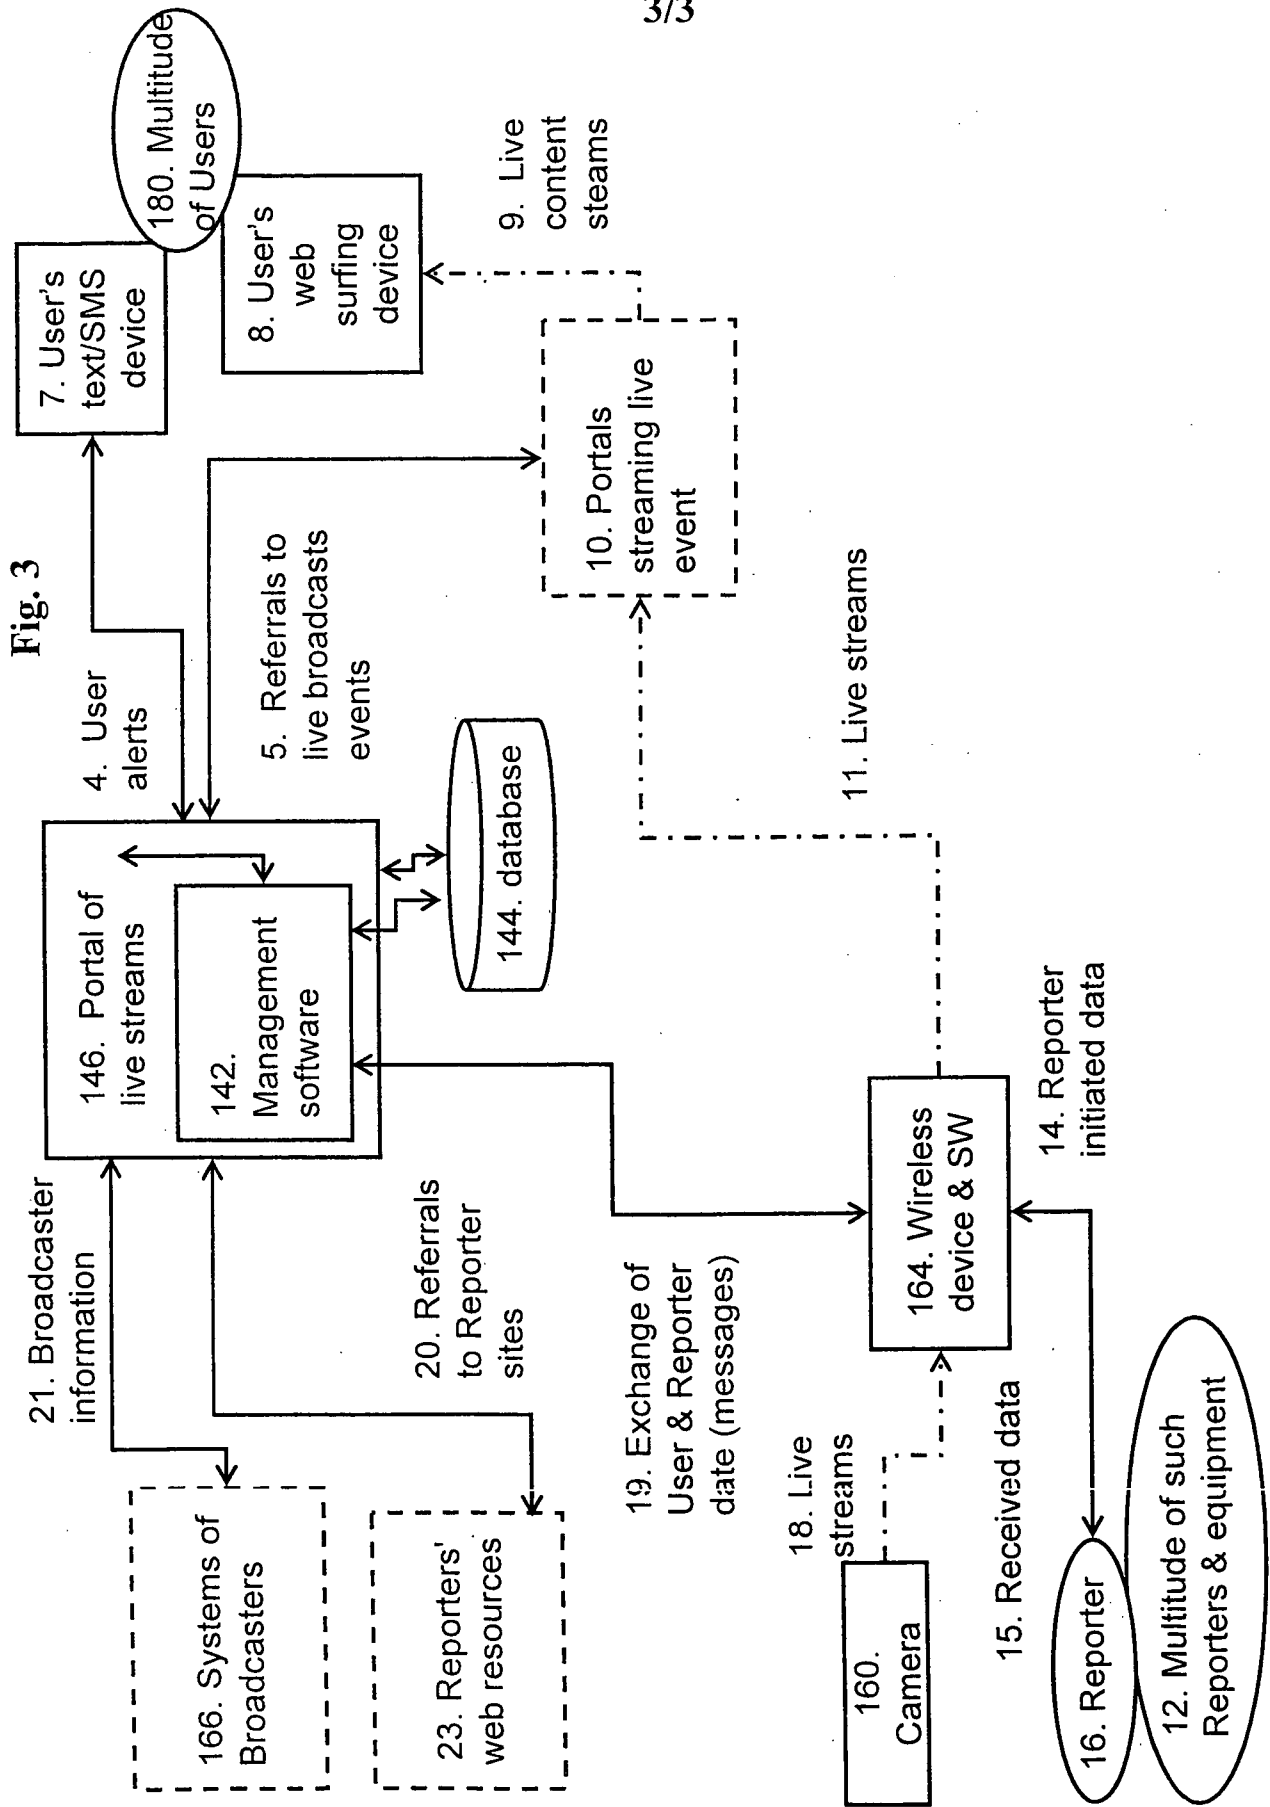 3/3
Fig. 3
21. Broadcaster
information
166. Systems of
Broadcasters
23. Reporters'
web resources
20. Referrals
to Reporter
sites
146. Portal of
live streams
142.
Management
software
144. database
4. User
alerts
5. Referrals to
live broadcasts
events
7. User's
text/SMS
device
180. Multitude
of Users
8. User's
web
surfing
device
9. Live
content
steams
10. Portals
streaming live
event
11. Live streams
19. Exchange of
User & Reporter
date (messages)
18. Live
streams
160.
Camera
164. Wireless
device & SW
14. Reporter
initiated data
15. Received data
16. Reporter
12. Multitude of such
Reporters & equipment